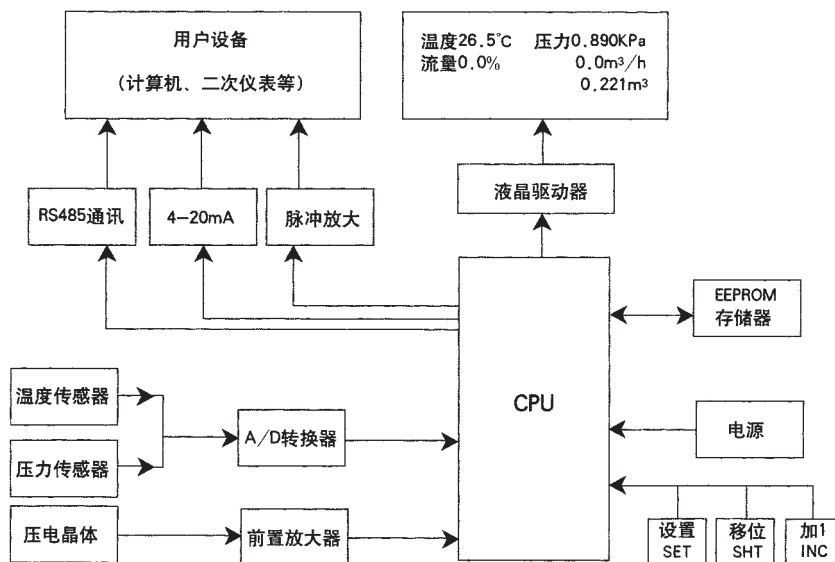 用户设备
(计算机、二次仪表等)
温度26.5℃ 压力0.890KPa
流量0.0% 0.0m³/h
0.221m³
液晶驱动器
RS485通讯
4-20mA
脉冲放大
EEPROM
存储器
CPU
温度传感器
A/D转换器
压力传感器
电源
压电晶体
前置放大器
设置
SET
移位
SHT
加1
INC